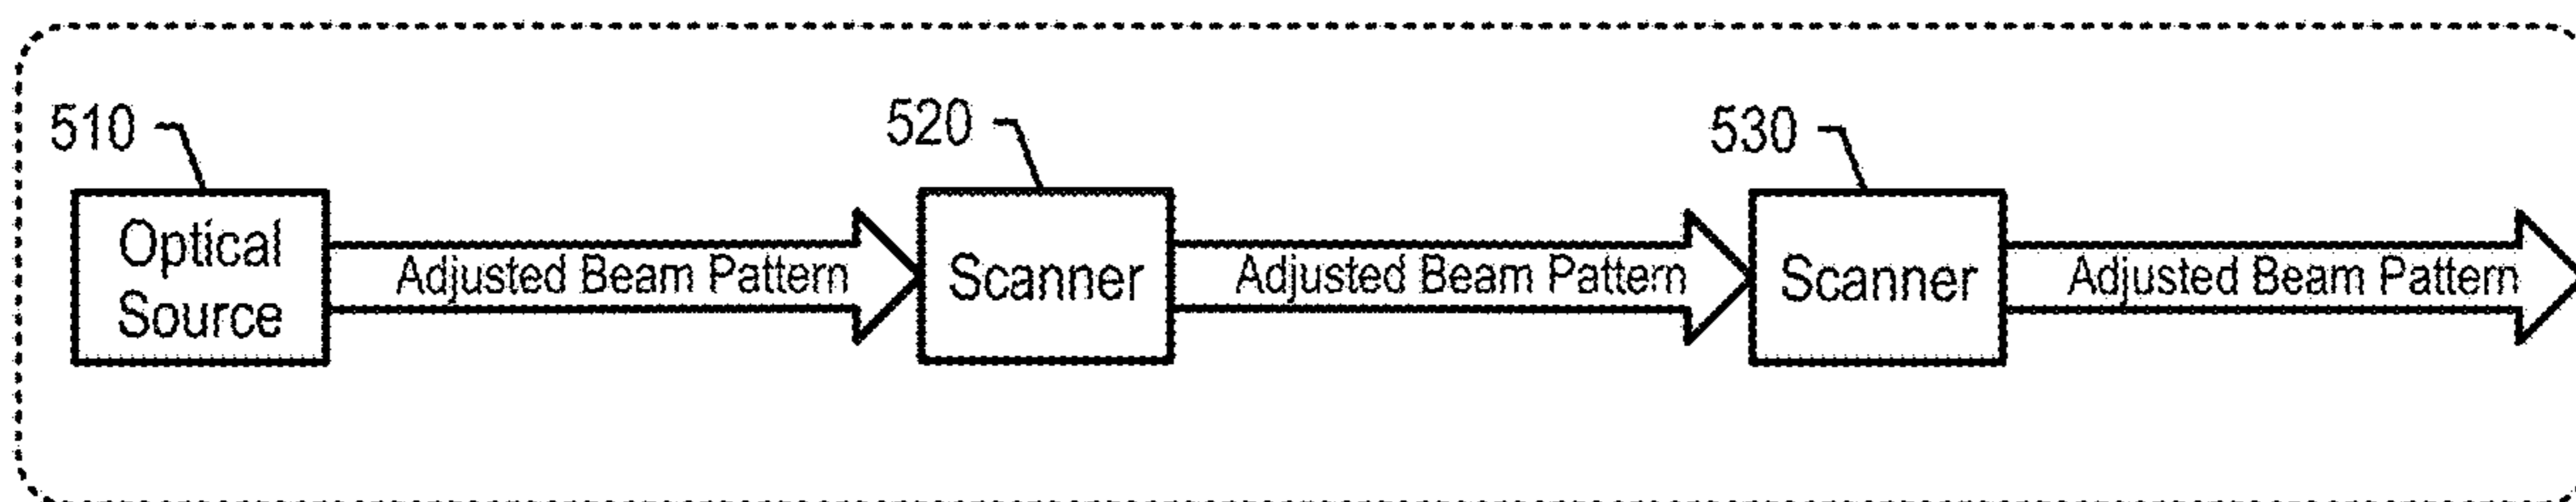 510
520
530
Optical
Source
Adjusted Beam Pattern
Scanner
Adjusted Beam Pattern
Scanner
Adjusted Beam Pattern